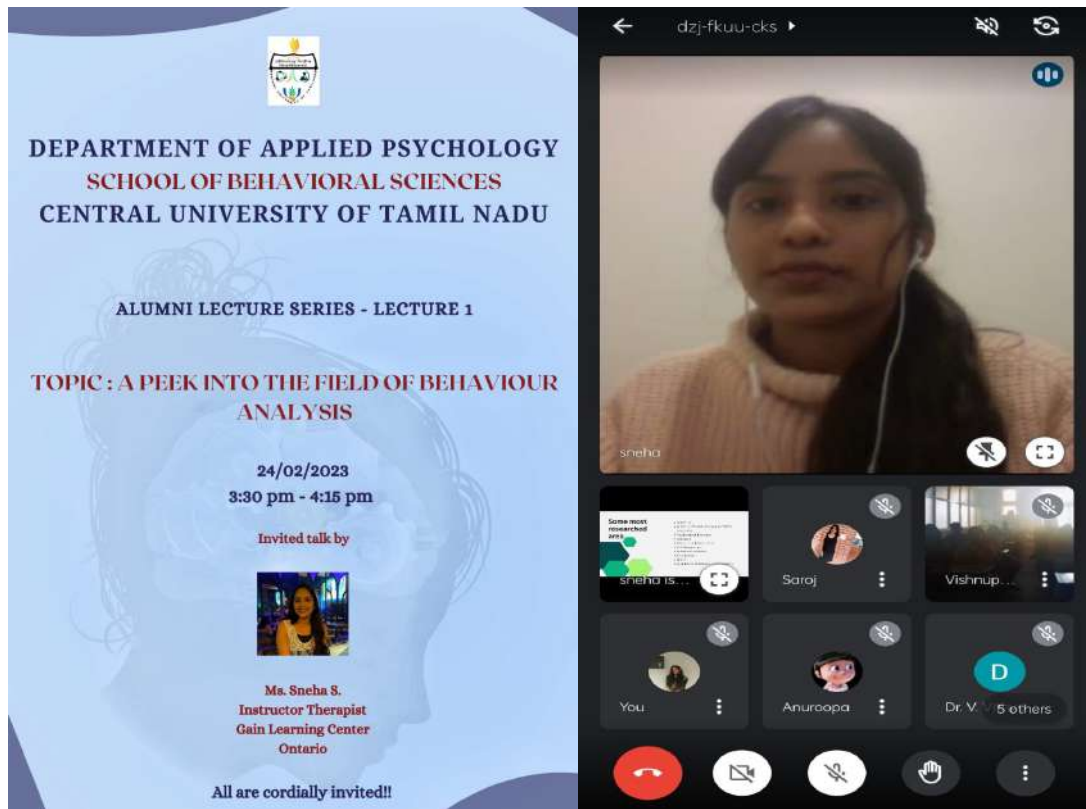 DEPARTMENT OF APPLIED PSYCHOLOGY
SCHOOL OF BEHAVIORAL SCIENCES
CENTRAL UNIVERSITY OF TAMIL NADU
ALUMNI LECTURE SERIES - LECTURE 1
TOPIC : A PEEK INTO THE FIELD OF BEHAVIOUR
ANALYSIS
24/02/2023
3:30 pm - 4:15 pm
Invited talk by
Ms. Sneha S.
Instructor Therapist
Gain Learning Center
Ontario
All are cordially invited!!
dzj-fkuu-cks
sneha
Some most
researched
area
sneha is...
Saroj
Vishnup...
You
Anuroopa
D
Dr. V.
5 others